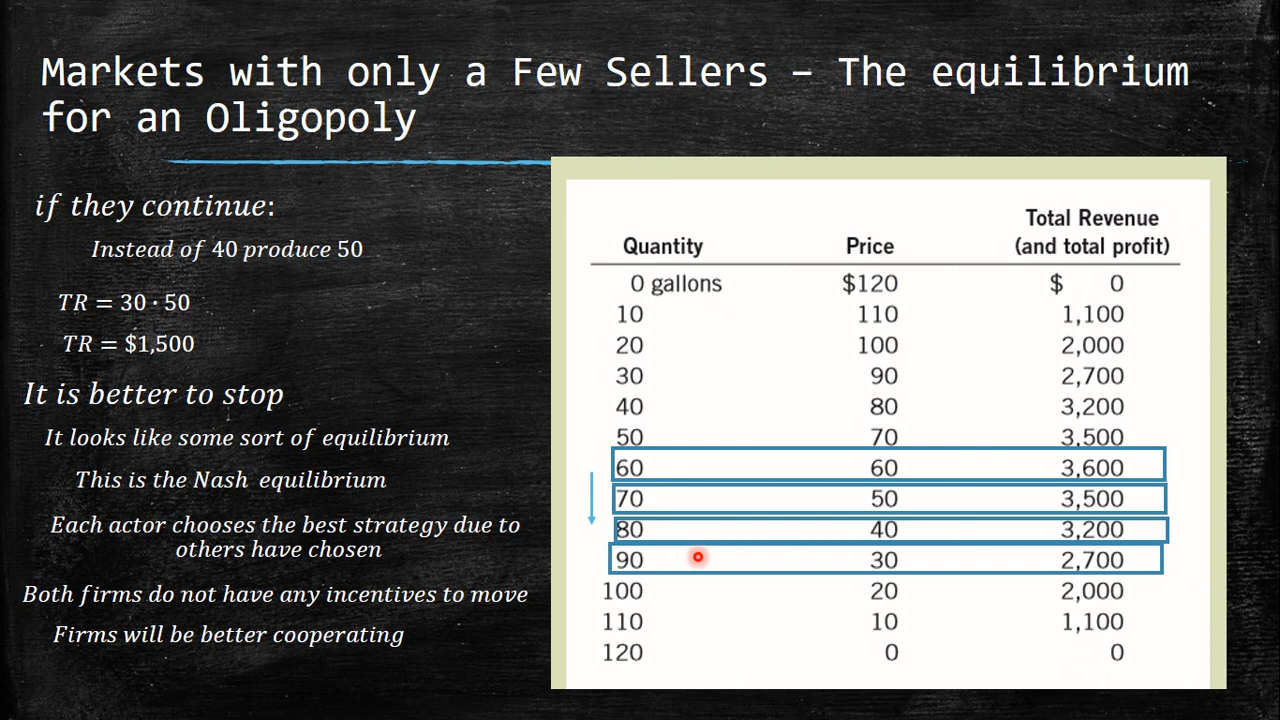 Markets with only a Few Sellers – The equilibrium
for an Oligopoly
if they continue:
Instead of 40 produce 50
TR = 30 · 50
TR = $1,500
It is better to stop
It looks like some sort of equilibrium
This is the Nash equilibrium
Each actor chooses the best strategy due to
others have chosen
Both firms do not have any incentives to move
Firms will be better cooperating
Total Revenue
Quantity Price (and total profit)
0 gallons $120 $ 0
10 110 1,100
20 100 2,000
30 90 2,700
40 80 3,200
50 70 3,500
60 60 3,600
70 50 3,500
80 40 3,200
90 30 2,700
100 20 2,000
110 10 1,100
120 0 0